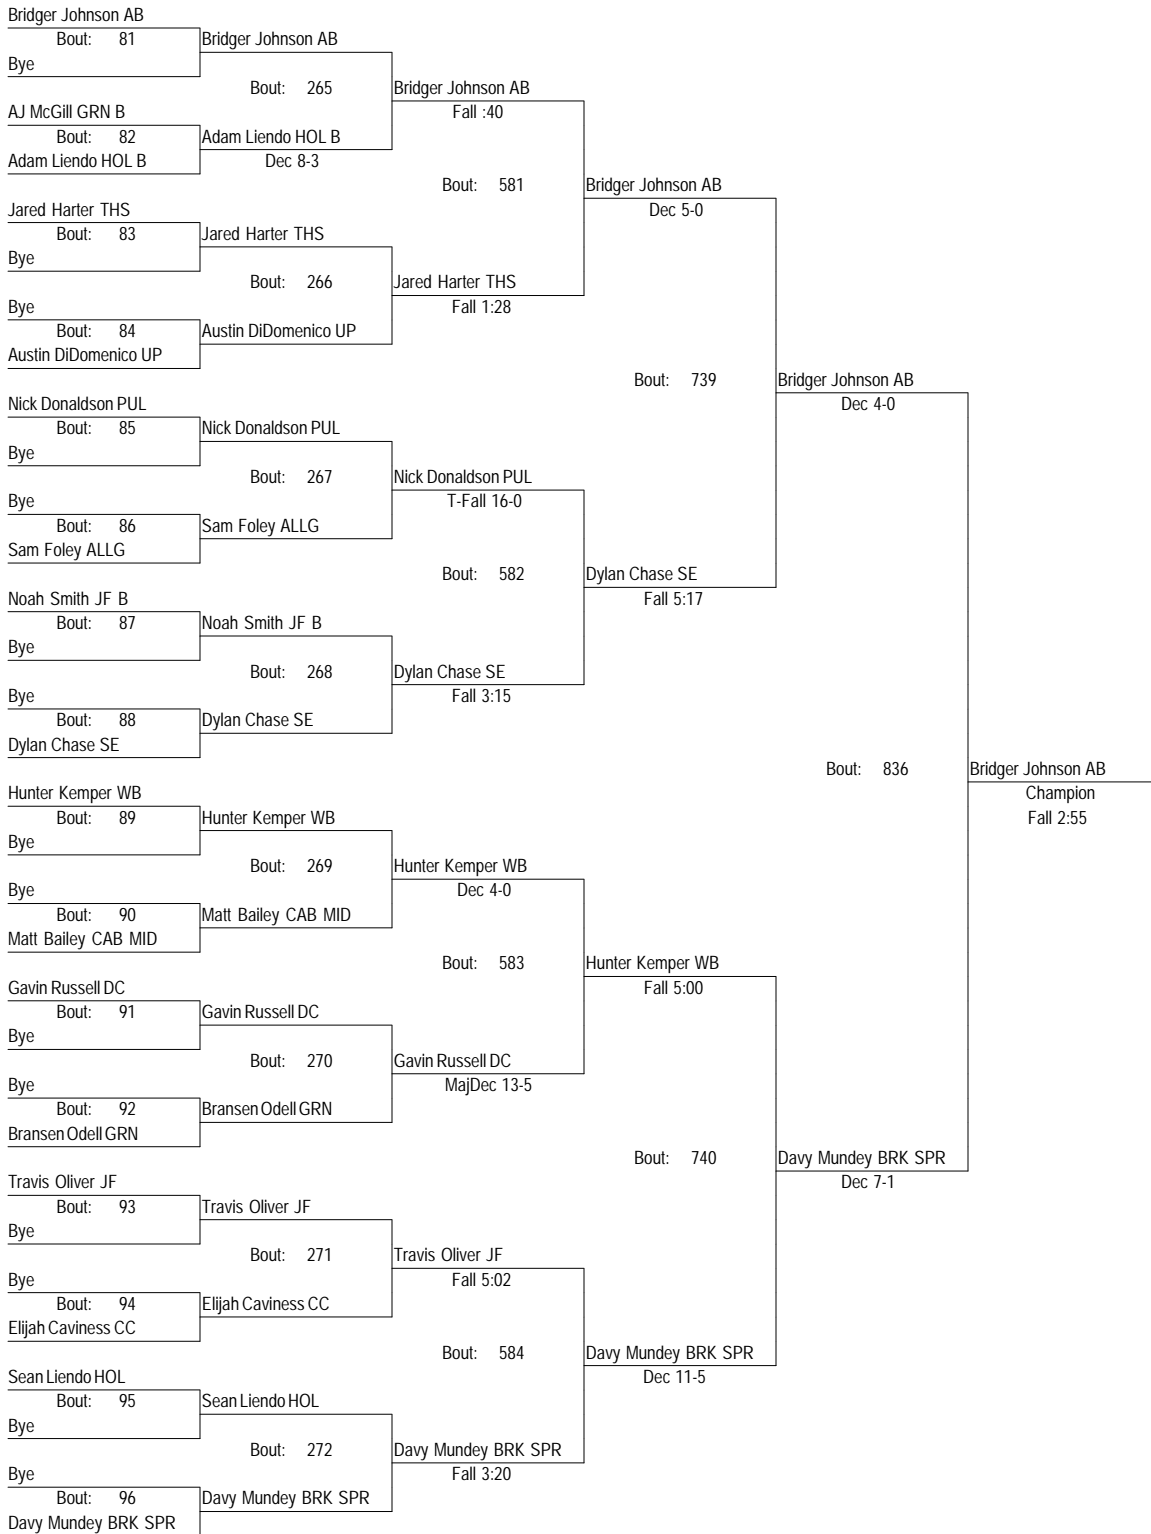 Bridger Johnson AB
Bout: 81
Bridger Johnson AB
Bye
Bout: 265
Bridger Johnson AB
AJ McGill GRN B
Fall :40
Bout: 82
Adam Liendo HOL B
Adam Liendo HOL B
Dec 8-3
Bout: 581
Bridger Johnson AB
Jared Harter THS
Dec 5-0
Bout: 83
Jared Harter THS
Bye
Bout: 266
Jared Harter THS
Bye
Fall 1:28
Bout: 84
Austin DiDomenico UP
Austin DiDomenico UP
Bout: 739
Bridger Johnson AB
Nick Donaldson PUL
Dec 4-0
Bout: 85
Nick Donaldson PUL
Bye
Bout: 267
Nick Donaldson PUL
Bye
T-Fall 16-0
Bout: 86
Sam Foley ALLG
Sam Foley ALLG
Bout: 582
Dylan Chase SE
Noah Smith JF B
Fall 5:17
Bout: 87
Noah Smith JF B
Bye
Bout: 268
Dylan Chase SE
Bye
Fall 3:15
Bout: 88
Dylan Chase SE
Dylan Chase SE
Bout: 836
Bridger Johnson AB
Hunter Kemper WB
Champion
Bout: 89
Hunter Kemper WB
Fall 2:55
Bye
Bout: 269
Hunter Kemper WB
Bye
Dec 4-0
Bout: 90
Matt Bailey CAB MID
Matt Bailey CAB MID
Bout: 583
Hunter Kemper WB
Gavin Russell DC
Fall 5:00
Bout: 91
Gavin Russell DC
Bye
Bout: 270
Gavin Russell DC
Bye
MajDec 13-5
Bout: 92
Bransen Odell GRN
Bransen Odell GRN
Bout: 740
Davy Mundey BRK SPR
Travis Oliver JF
Dec 7-1
Bout: 93
Travis Oliver JF
Bye
Bout: 271
Travis Oliver JF
Bye
Fall 5:02
Bout: 94
Elijah Caviness CC
Elijah Caviness CC
Bout: 584
Davy Mundey BRK SPR
Sean Liendo HOL
Dec 11-5
Bout: 95
Sean Liendo HOL
Bye
Bout: 272
Davy Mundey BRK SPR
Bye
Fall 3:20
Bout: 96
Davy Mundey BRK SPR
Davy Mundey BRK SPR